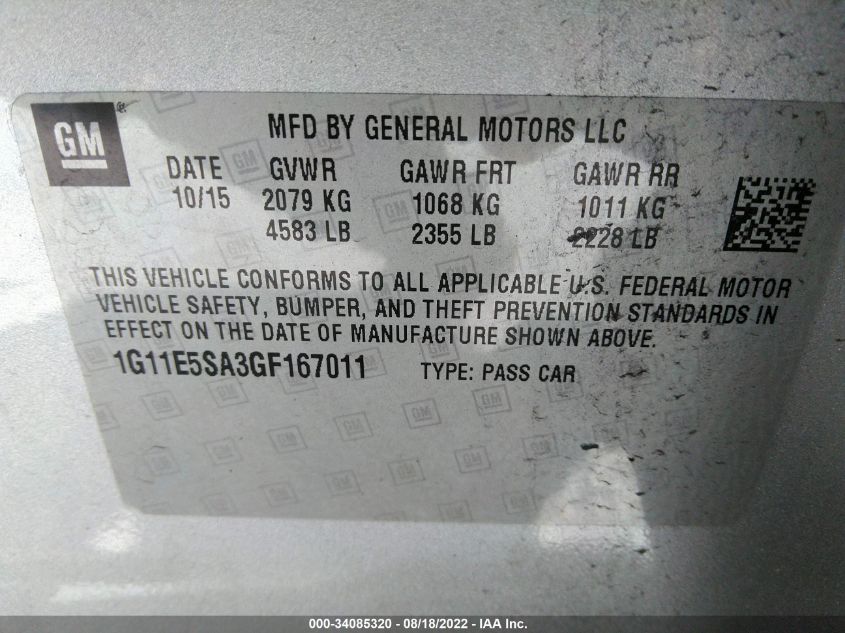 GM
MFD BY GENERAL MOTORS LLC
DATE GVWR GAWR FRT GAWR RR
10/15 2079 KG 1068 KG 1011 KG
4583 LB 2355 LB 2228 LB
THIS VEHICLE CONFORMS TO ALL APPLICABLE U.S. FEDERAL MOTOR
VEHICLE SAFETY, BUMPER, AND THEFT PREVENTION STANDARDS IN
EFFECT ON THE DATE OF MANUFACTURE SHOWN ABOVE.
1G11E5SA3GF167011 TYPE: PASS CAR
000-34085320 - 08/18/2022 - IAA Inc.